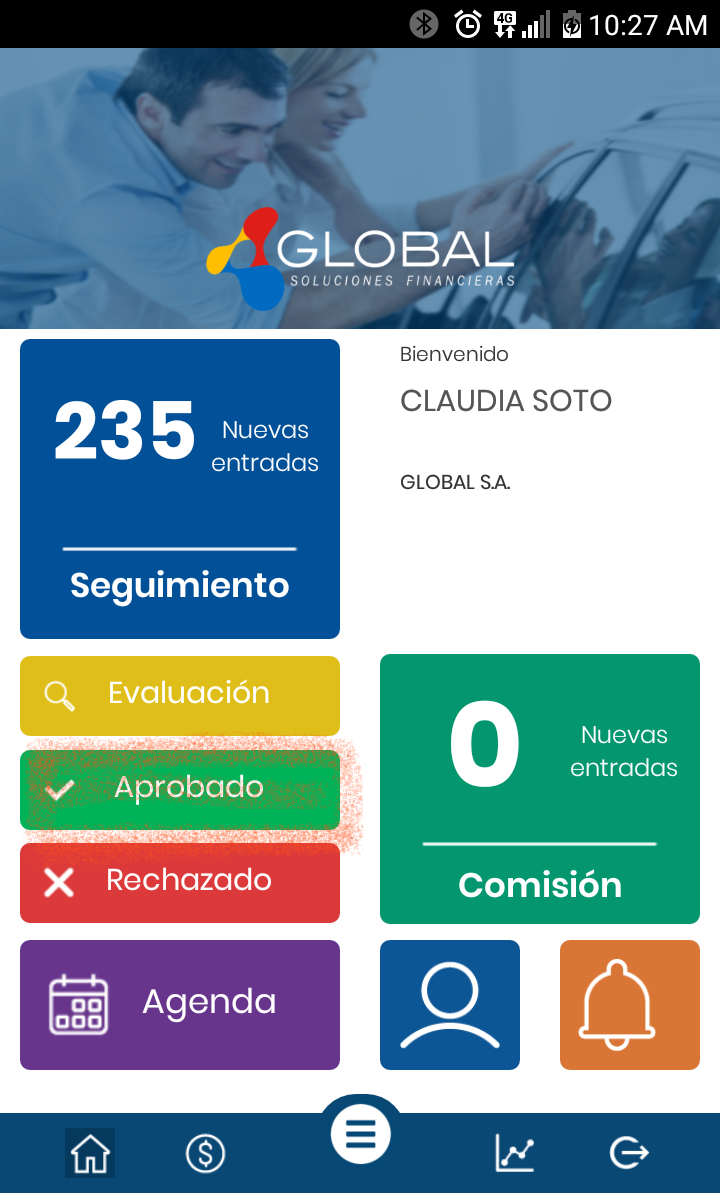 4G
10:27 AM
GLOBAL
SOLUCIONES FINANCIERAS
235
Nuevas
entradas
Seguimiento
Bienvenido
CLAUDIA SOTO
GLOBAL S.A.
Evaluación
Aprobado
Rechazado
0
Nuevas
entradas
Comisión
Agenda
$